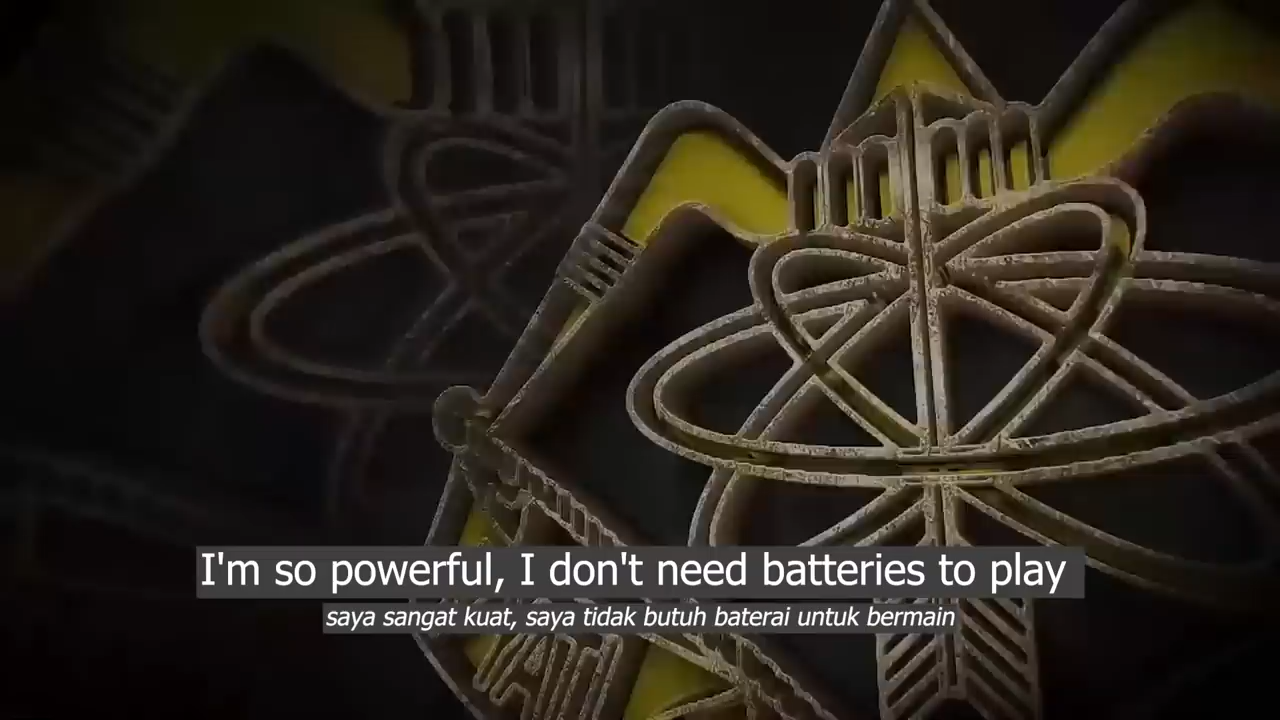 I'm so powerful, I don't need batteries to play
saya sangat kuat, saya tidak butuh baterai untuk bermain